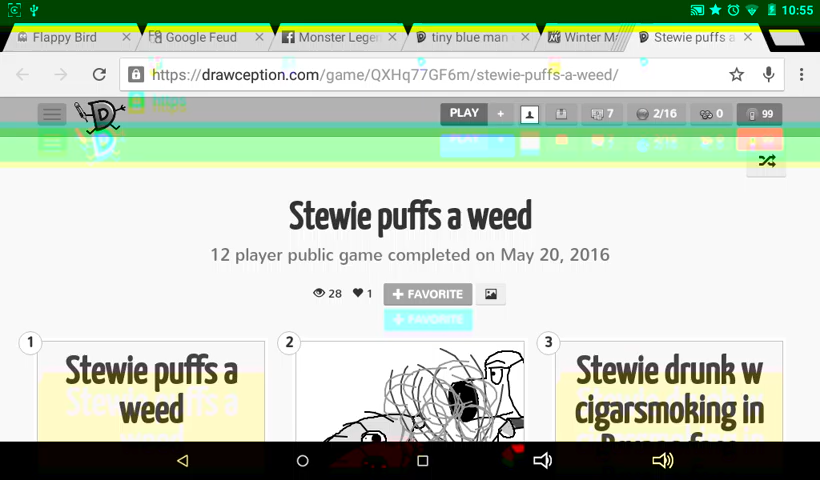 10:55
Flappy Bird
Google Feud
Monster Legen
tiny blue man
Winter M
Stewie puffs a
https://drawception.com/game/QXHq77GF6m/stewie-puffs-a-weed/
https
D
PLAY + 7 2/16 0 99
Stewie puffs a weed
12 player public game completed on May 20, 2016
28 1 + FAVORITE
+ FAVORITE
1 2 3
Stewie puffs a
weed
Stewie drunk w
cigarsmoking in